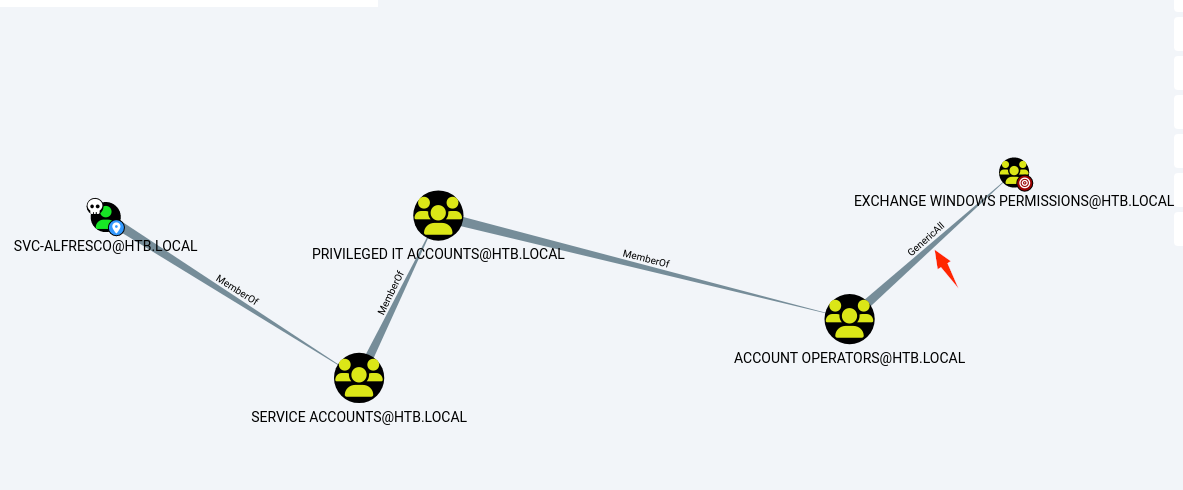 SVC-ALFRESCO@HTB.LOCAL
MemberOf
SERVICE ACCOUNTS@HTB.LOCAL
MemberOf
PRIVILEGED IT ACCOUNTS@HTB.LOCAL
MemberOf
ACCOUNT OPERATORS@HTB.LOCAL
GenericAll
EXCHANGE WINDOWS PERMISSIONS@HTB.LOCAL